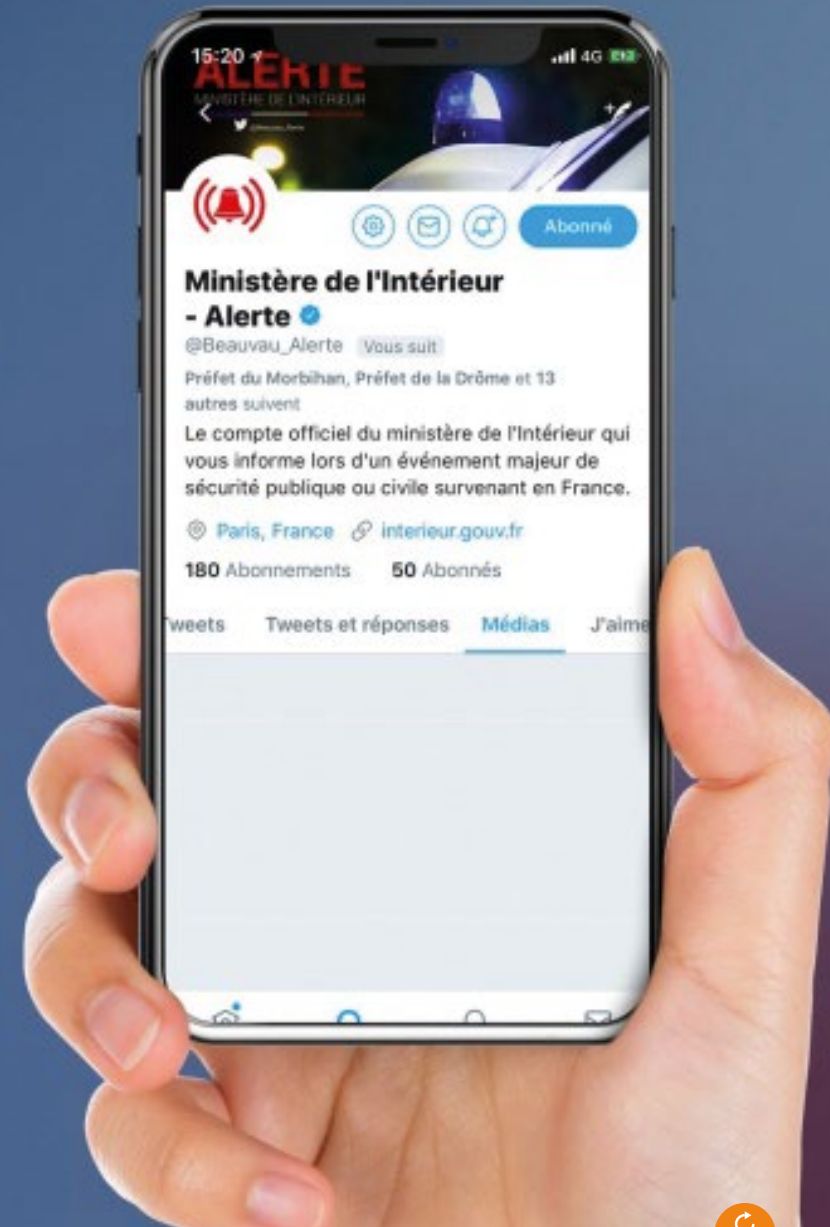 15:20
4G
ALERTE
MINISTÈRE DE L'INTÉRIEUR
Abonné
Ministère de l'Intérieur
- Alerte
@Beauvau_Alerte Vous suit
Préfet du Morbihan, Préfet de la Drôme et 13
autres suivent
Le compte officiel du ministère de l'Intérieur qui
vous informe lors d'un événement majeur de
sécurité publique ou civile survenant en France.
Paris, France interieur.gouv.fr
180 Abonnements 50 Abonnés
Tweets Tweets et réponses Médias J'aime